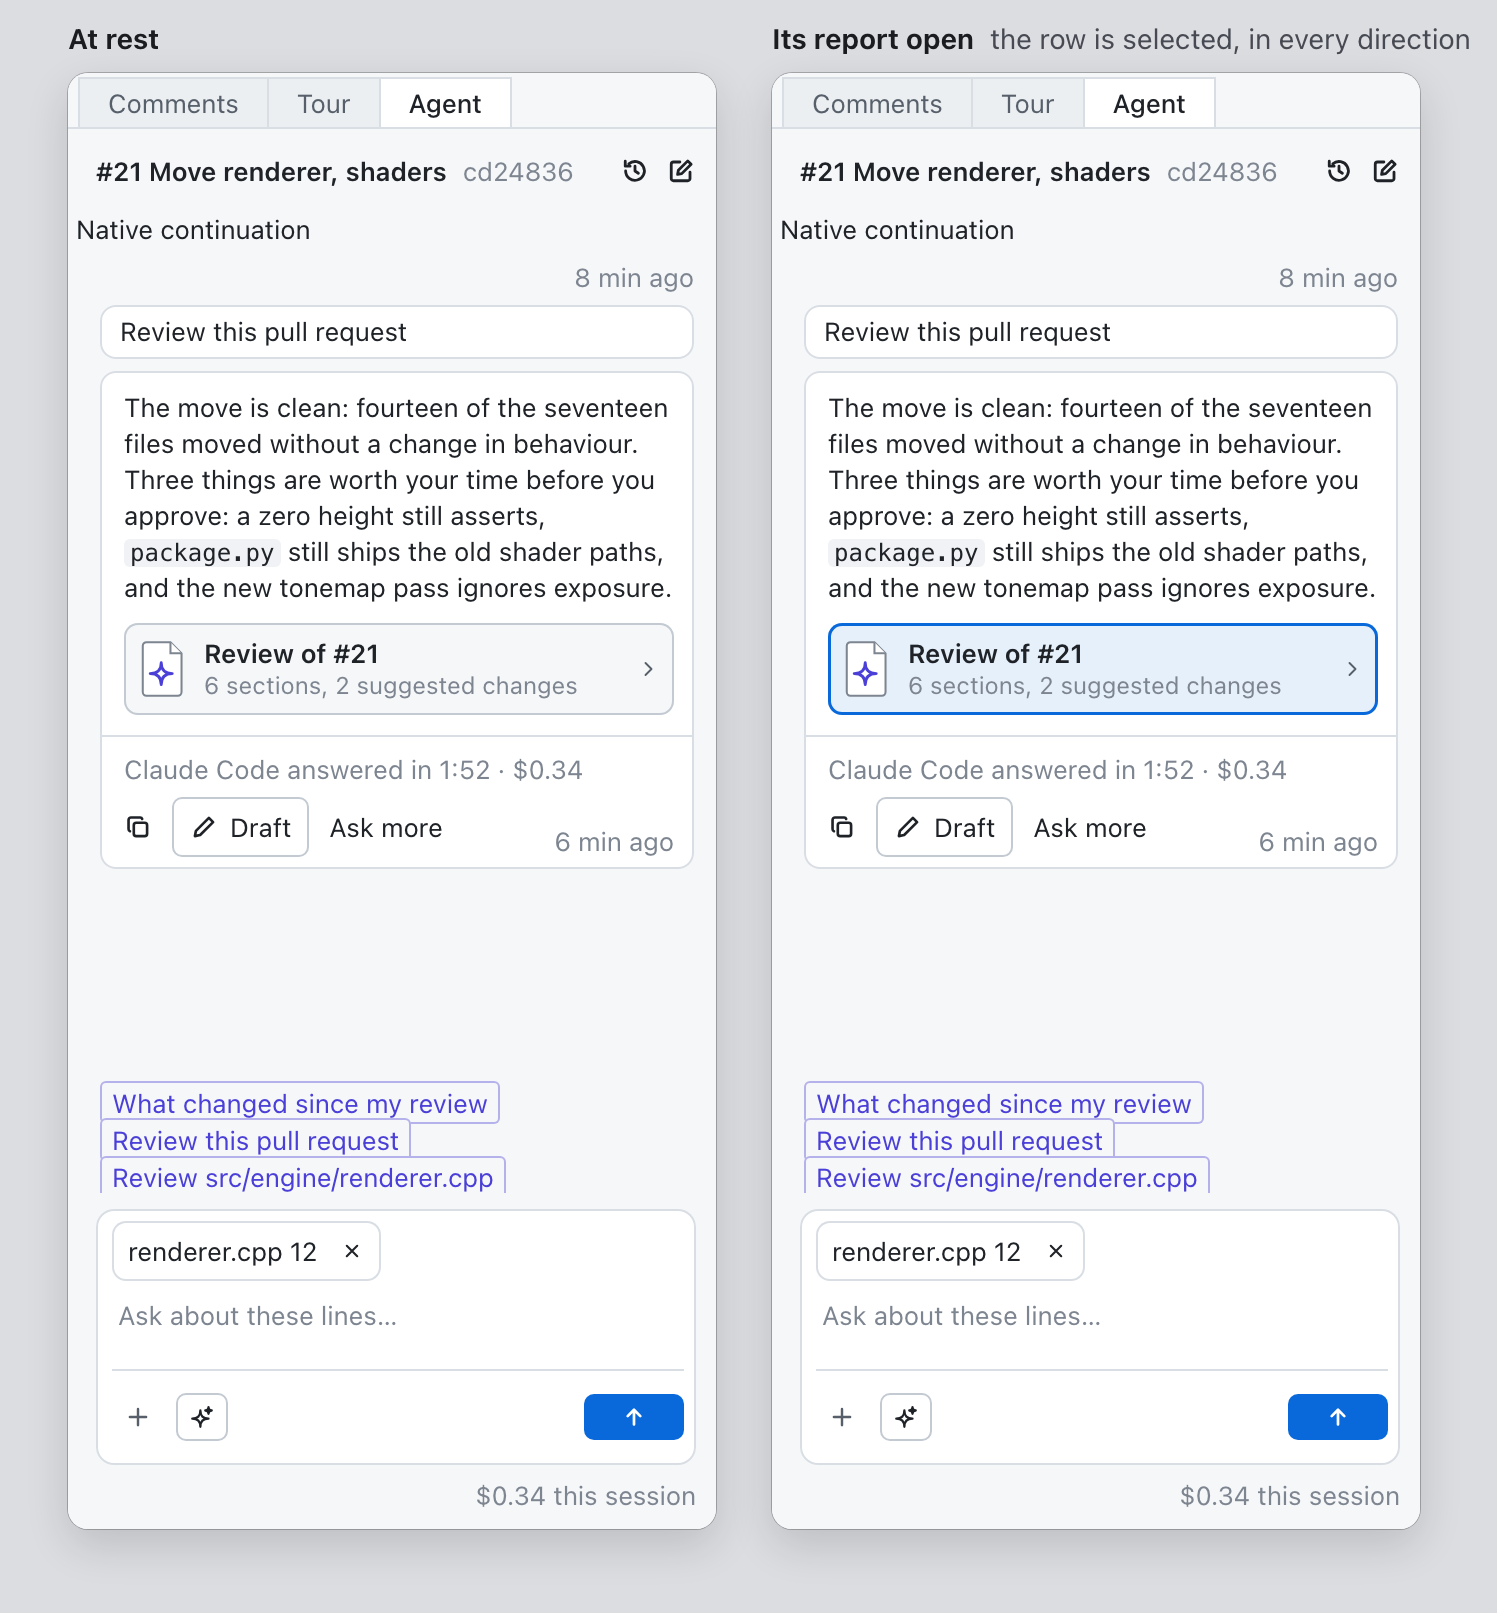 At rest
Comments Tour Agent
#21 Move renderer, shaders cd24836
Native continuation
8 min ago
Review this pull request
The move is clean: fourteen of the seventeen
files moved without a change in behaviour.
Three things are worth your time before you
approve: a zero height still asserts,
package.py still ships the old shader paths,
and the new tonemap pass ignores exposure.
Review of #21
6 sections, 2 suggested changes
Claude Code answered in 1:52 · $0.34
Draft Ask more 6 min ago
What changed since my review
Review this pull request
Review src/engine/renderer.cpp
renderer.cpp 12 ×
Ask about these lines...
$0.34 this session
Its report open the row is selected, in every direction
Comments Tour Agent
#21 Move renderer, shaders cd24836
Native continuation
8 min ago
Review this pull request
The move is clean: fourteen of the seventeen
files moved without a change in behaviour.
Three things are worth your time before you
approve: a zero height still asserts,
package.py still ships the old shader paths,
and the new tonemap pass ignores exposure.
Review of #21
6 sections, 2 suggested changes
Claude Code answered in 1:52 · $0.34
Draft Ask more 6 min ago
What changed since my review
Review this pull request
Review src/engine/renderer.cpp
renderer.cpp 12 ×
Ask about these lines...
$0.34 this session